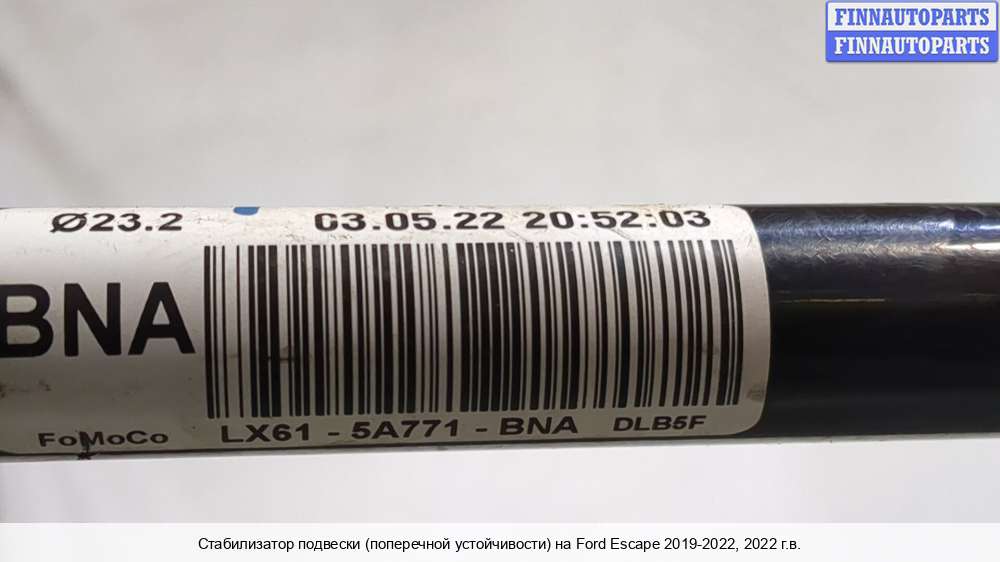 FINNAUTOPARTS
FINNAUTOPARTS
Ø23.2 03.05.22 20:52:03
BNA
FoMoCo LX61 - 5A771 - BNA DLB5F
Стабилизатор подвески (поперечной устойчивости) на Ford Escape 2019-2022, 2022 г.в.